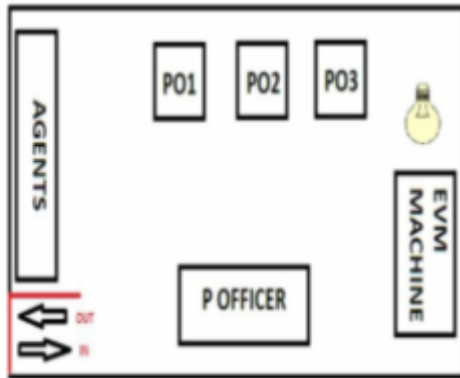 AGENTS
PO1
PO2
PO3
EVM
MACHINE
P OFFICER
OUT
IN